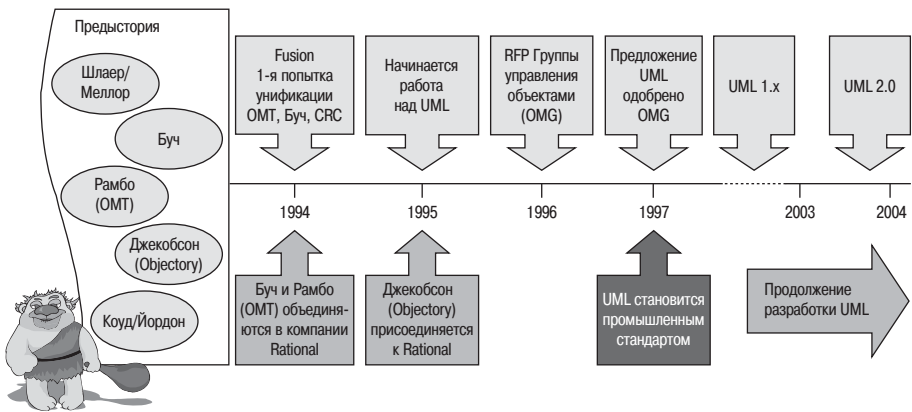 Предыстория
Шлаер/
Меллор
Буч
Рамбо
(OMT)
Джекобсон
(Objectory)
Коуд/Йордон
Fusion
1-я попытка
унификации
OMT, Буч, CRC
Начинается
работа
над UML
RFP Группы
управления
объектами
(OMG)
Предложение
UML
одобрено
OMG
UML 1.x
UML 2.0
1994
1995
1996
1997
2003
2004
Буч и Рамбо
(OMT) объединя-
ются в компании
Rational
Джекобсон
(Objectory)
присоединяется
к Rational
UML становится
промышленным
стандартом
Продолжение
разработки UML